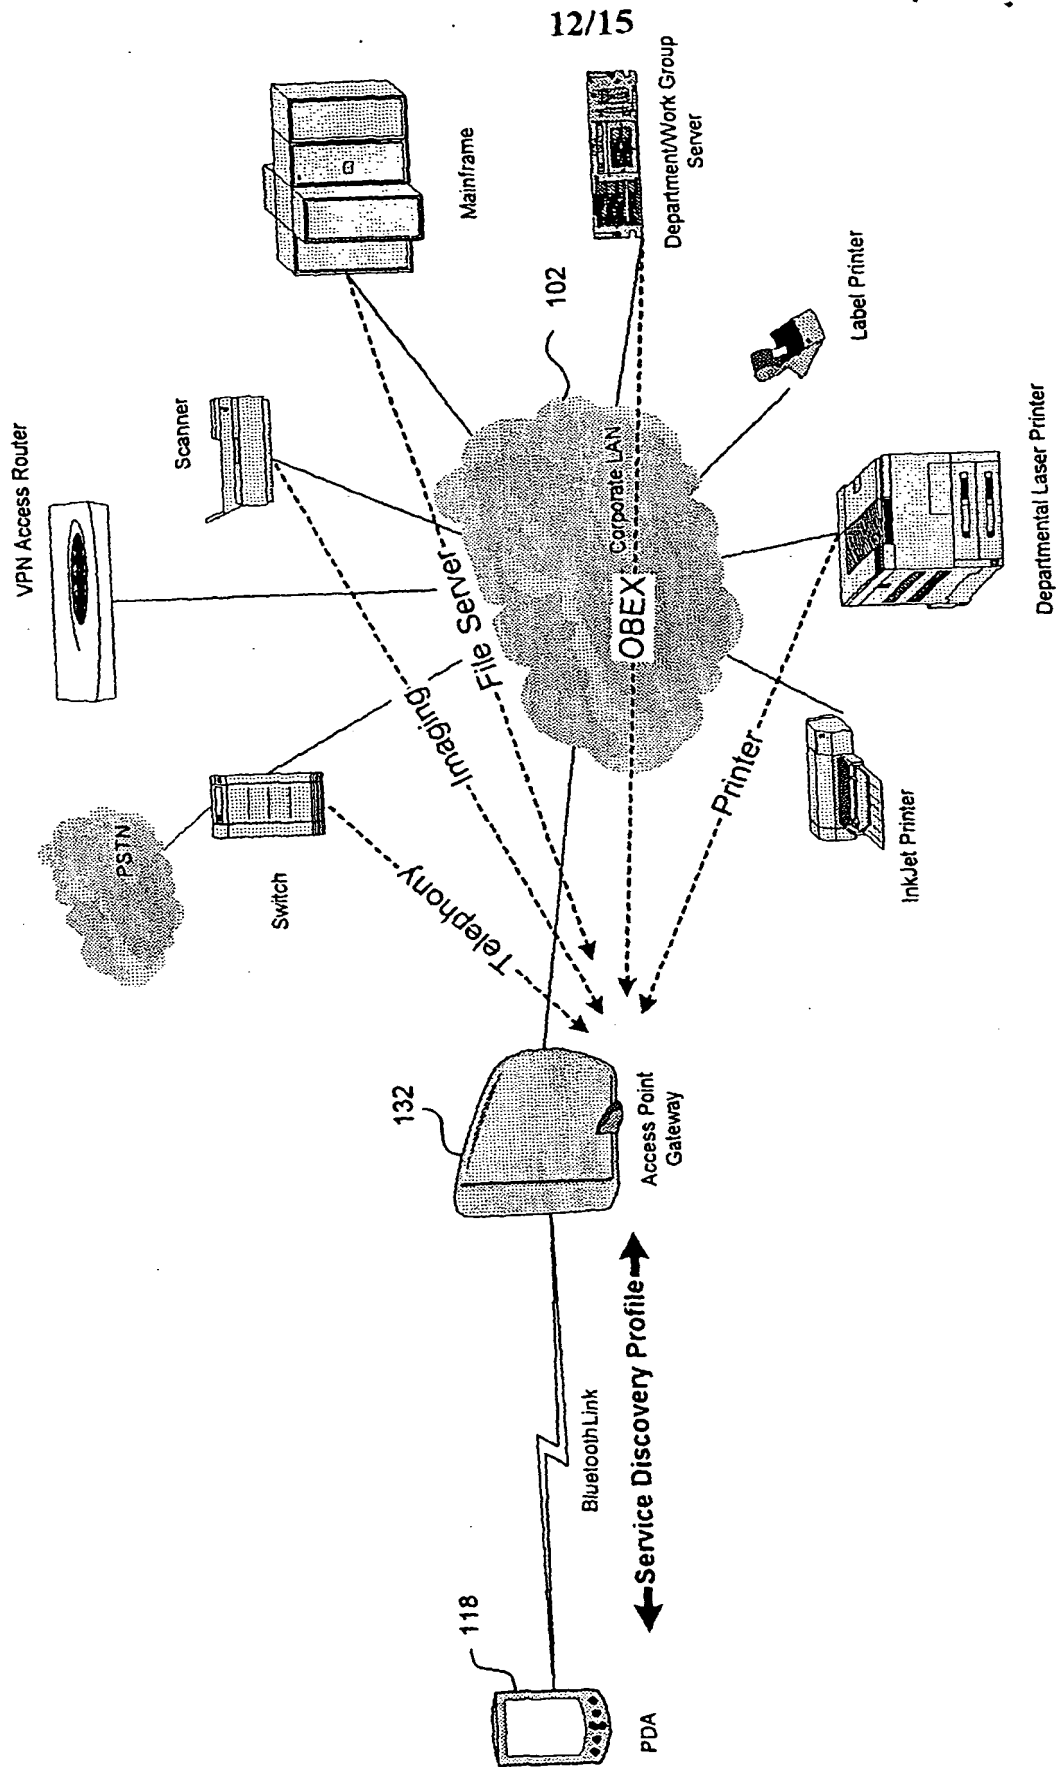 12/15
PSTN
VPN Access Router
Switch
Scanner
Mainframe
Telephony
Imaging
File Server
102
132
118
Corporate LAN
OBEX
Department/Work Group
Server
Access Point
Gateway
Printer
Label Printer
BluetoothLink
Service Discovery Profile
PDA
InkJet Printer
Departmental Laser Printer